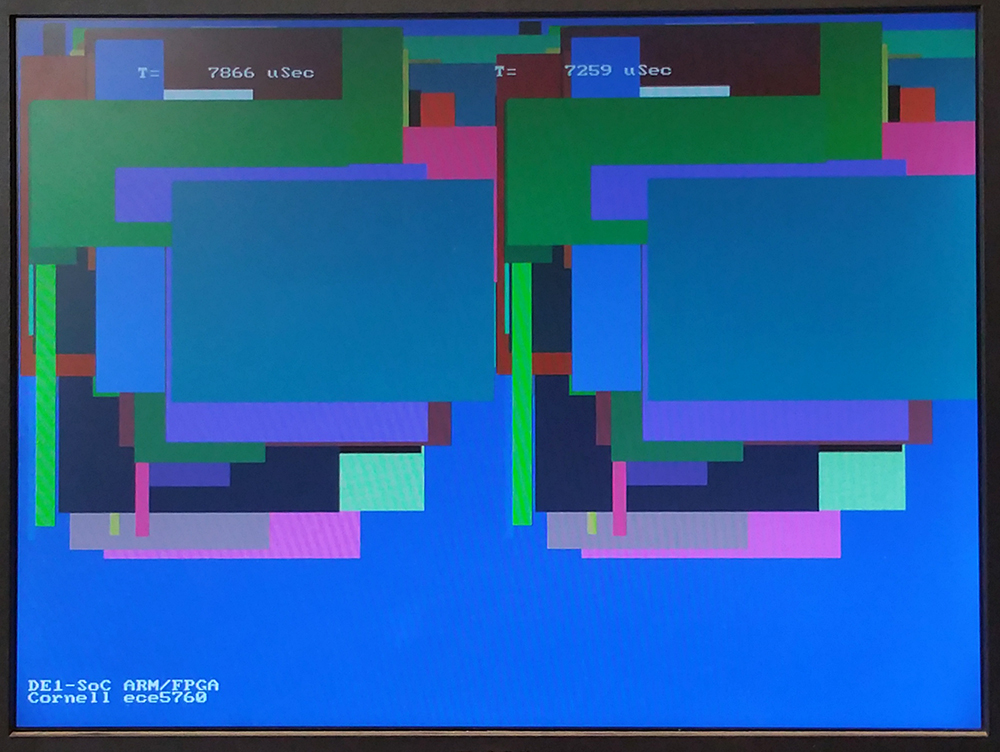 T= 7866 uSec
T= 7259 uSec
DE1-SoC ARM/FPGA
Cornell ece5760